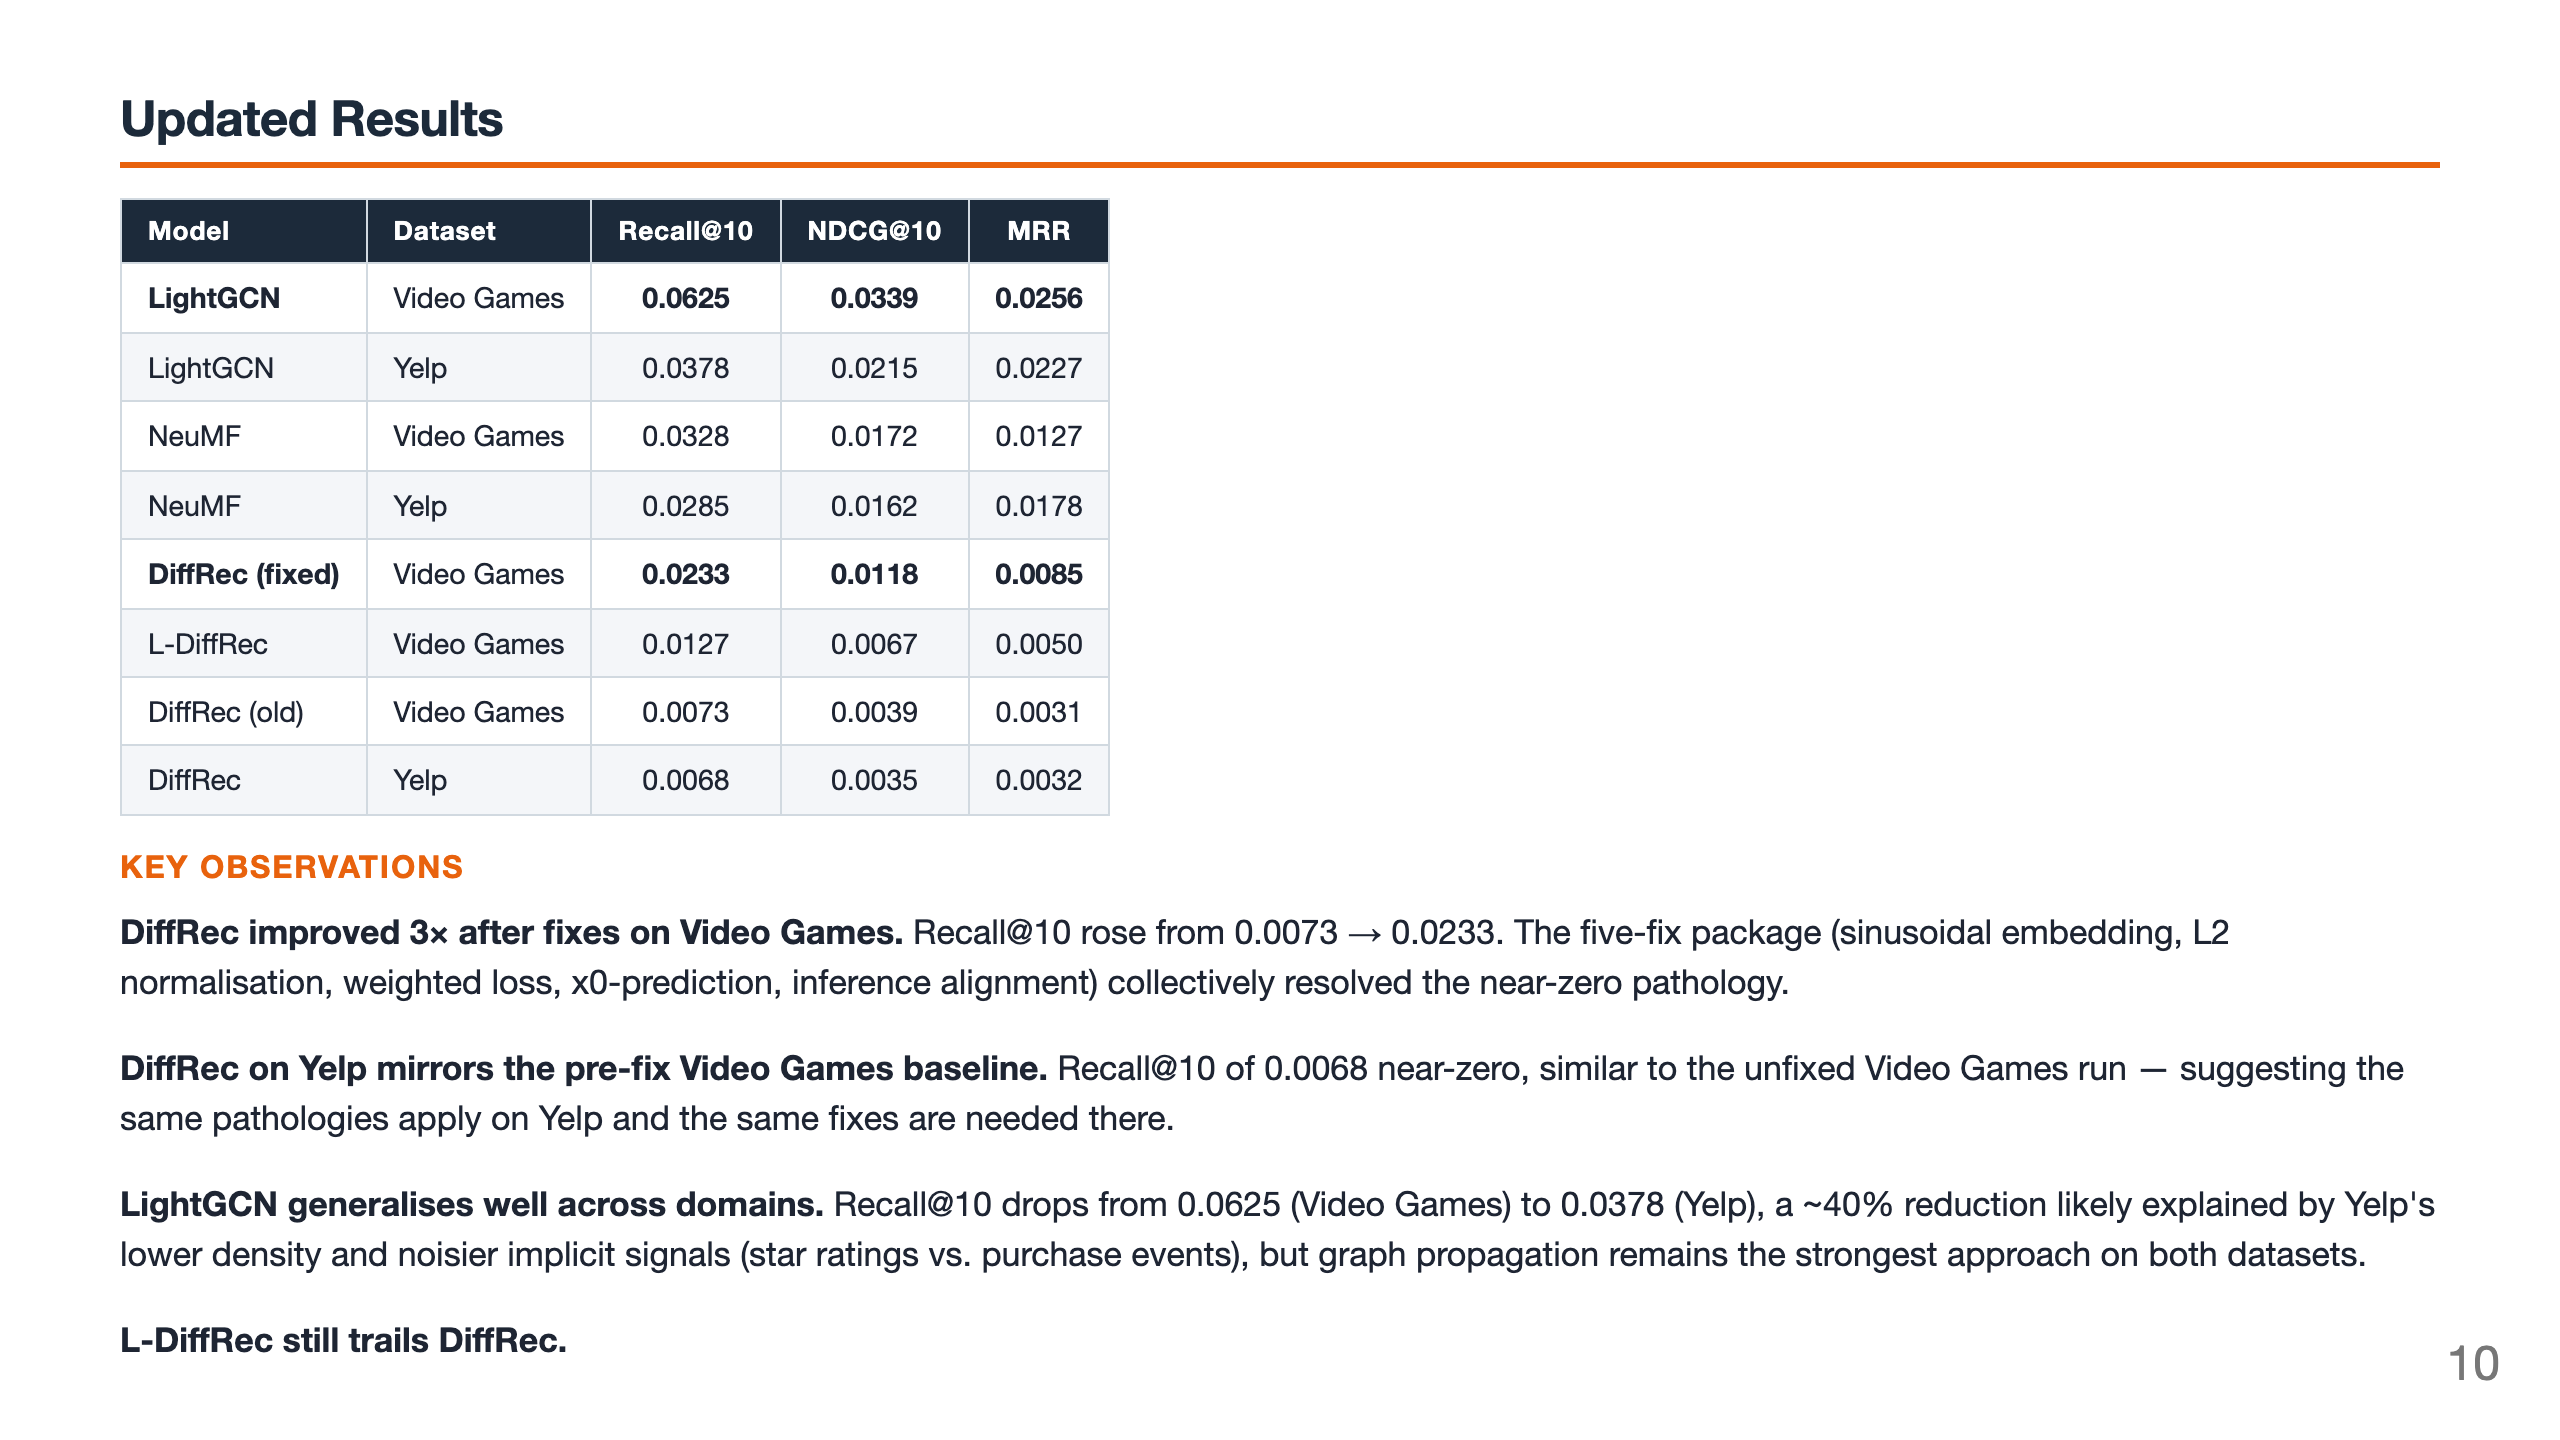 Updated Results
Model Dataset Recall@10 NDCG@10 MRR
LightGCN Video Games 0.0625 0.0339 0.0256
LightGCN Yelp 0.0378 0.0215 0.0227
NeuMF Video Games 0.0328 0.0172 0.0127
NeuMF Yelp 0.0285 0.0162 0.0178
DiffRec (fixed) Video Games 0.0233 0.0118 0.0085
L-DiffRec Video Games 0.0127 0.0067 0.0050
DiffRec (old) Video Games 0.0073 0.0039 0.0031
DiffRec Yelp 0.0068 0.0035 0.0032
KEY OBSERVATIONS
DiffRec improved 3× after fixes on Video Games. Recall@10 rose from 0.0073 → 0.0233. The five-fix package (sinusoidal embedding, L2
normalisation, weighted loss, x0-prediction, inference alignment) collectively resolved the near-zero pathology.
DiffRec on Yelp mirrors the pre-fix Video Games baseline. Recall@10 of 0.0068 near-zero, similar to the unfixed Video Games run — suggesting the
same pathologies apply on Yelp and the same fixes are needed there.
LightGCN generalises well across domains. Recall@10 drops from 0.0625 (Video Games) to 0.0378 (Yelp), a ~40% reduction likely explained by Yelp's
lower density and noisier implicit signals (star ratings vs. purchase events), but graph propagation remains the strongest approach on both datasets.
L-DiffRec still trails DiffRec.
10